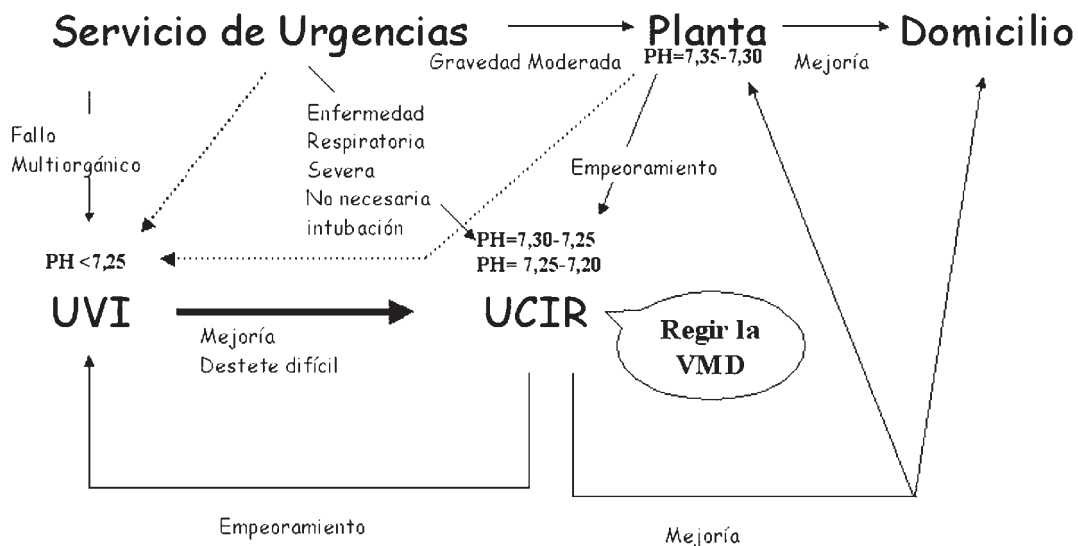 Servicio de Urgencias
Planta
Domicilio
Gravedad Moderada
PH=7,35-7,30
Mejoría
Fallo
Multiorgánico
Enfermedad
Respiratoria
Severa
No necesaria
intubación
Empeoramiento
PH <7,25
PH=7,30-7,25
PH= 7,25-7,20
UVI
UCIR
Mejoría
Destete difícil
Regir la
VMD
Empeoramiento
Mejoría